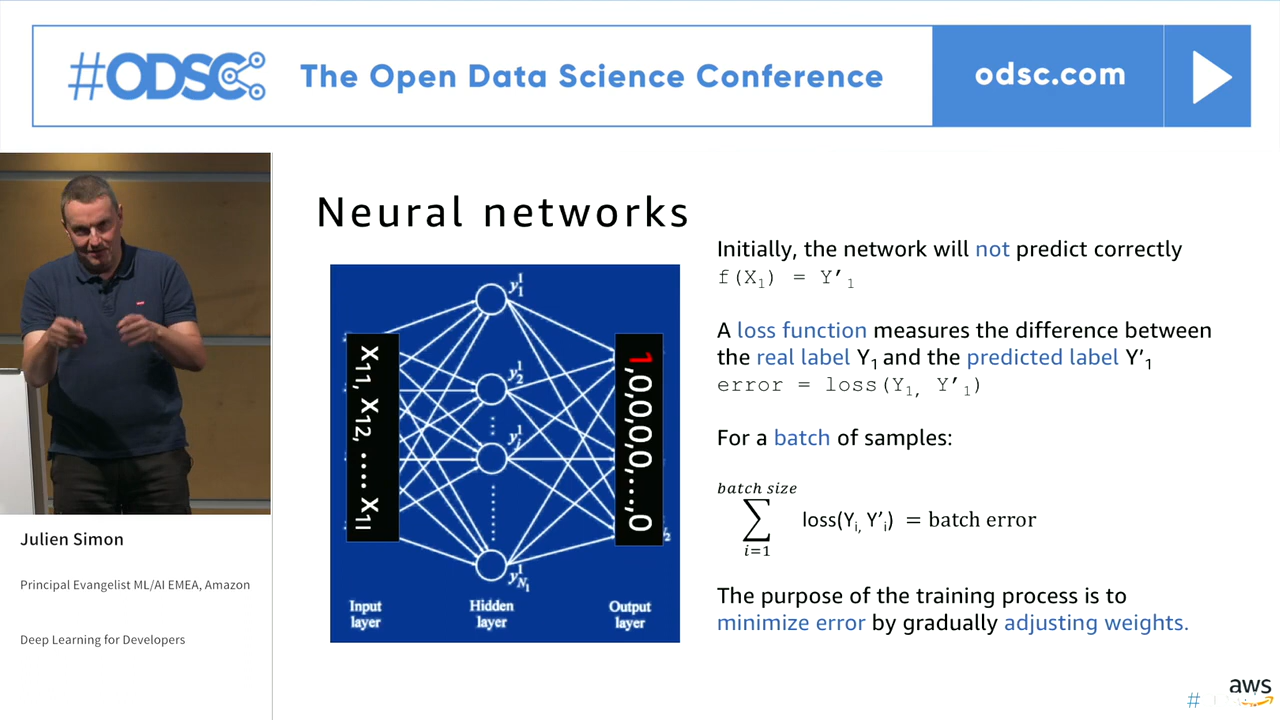 #ODSC
The Open Data Science Conference
odsc.com
Neural networks
Initially, the network will not predict correctly
f(X₁) = Y′₁
A loss function measures the difference between
the real label Y₁ and the predicted label Y′₁
error = loss(Y₁, Y′₁)
For a batch of samples:
batch size
∑ loss(Yᵢ, Y′ᵢ) = batch error
i=1
The purpose of the training process is to
minimize error by gradually adjusting weights.
y₁¹
y₂¹
X₁₁, X₁₂, .... X₁ₗ
1,0,0,0,0,...,0
Input
layer
Hidden
layer
Output
layer
Julien Simon
Principal Evangelist ML/AI EMEA, Amazon
Deep Learning for Developers
aws
#